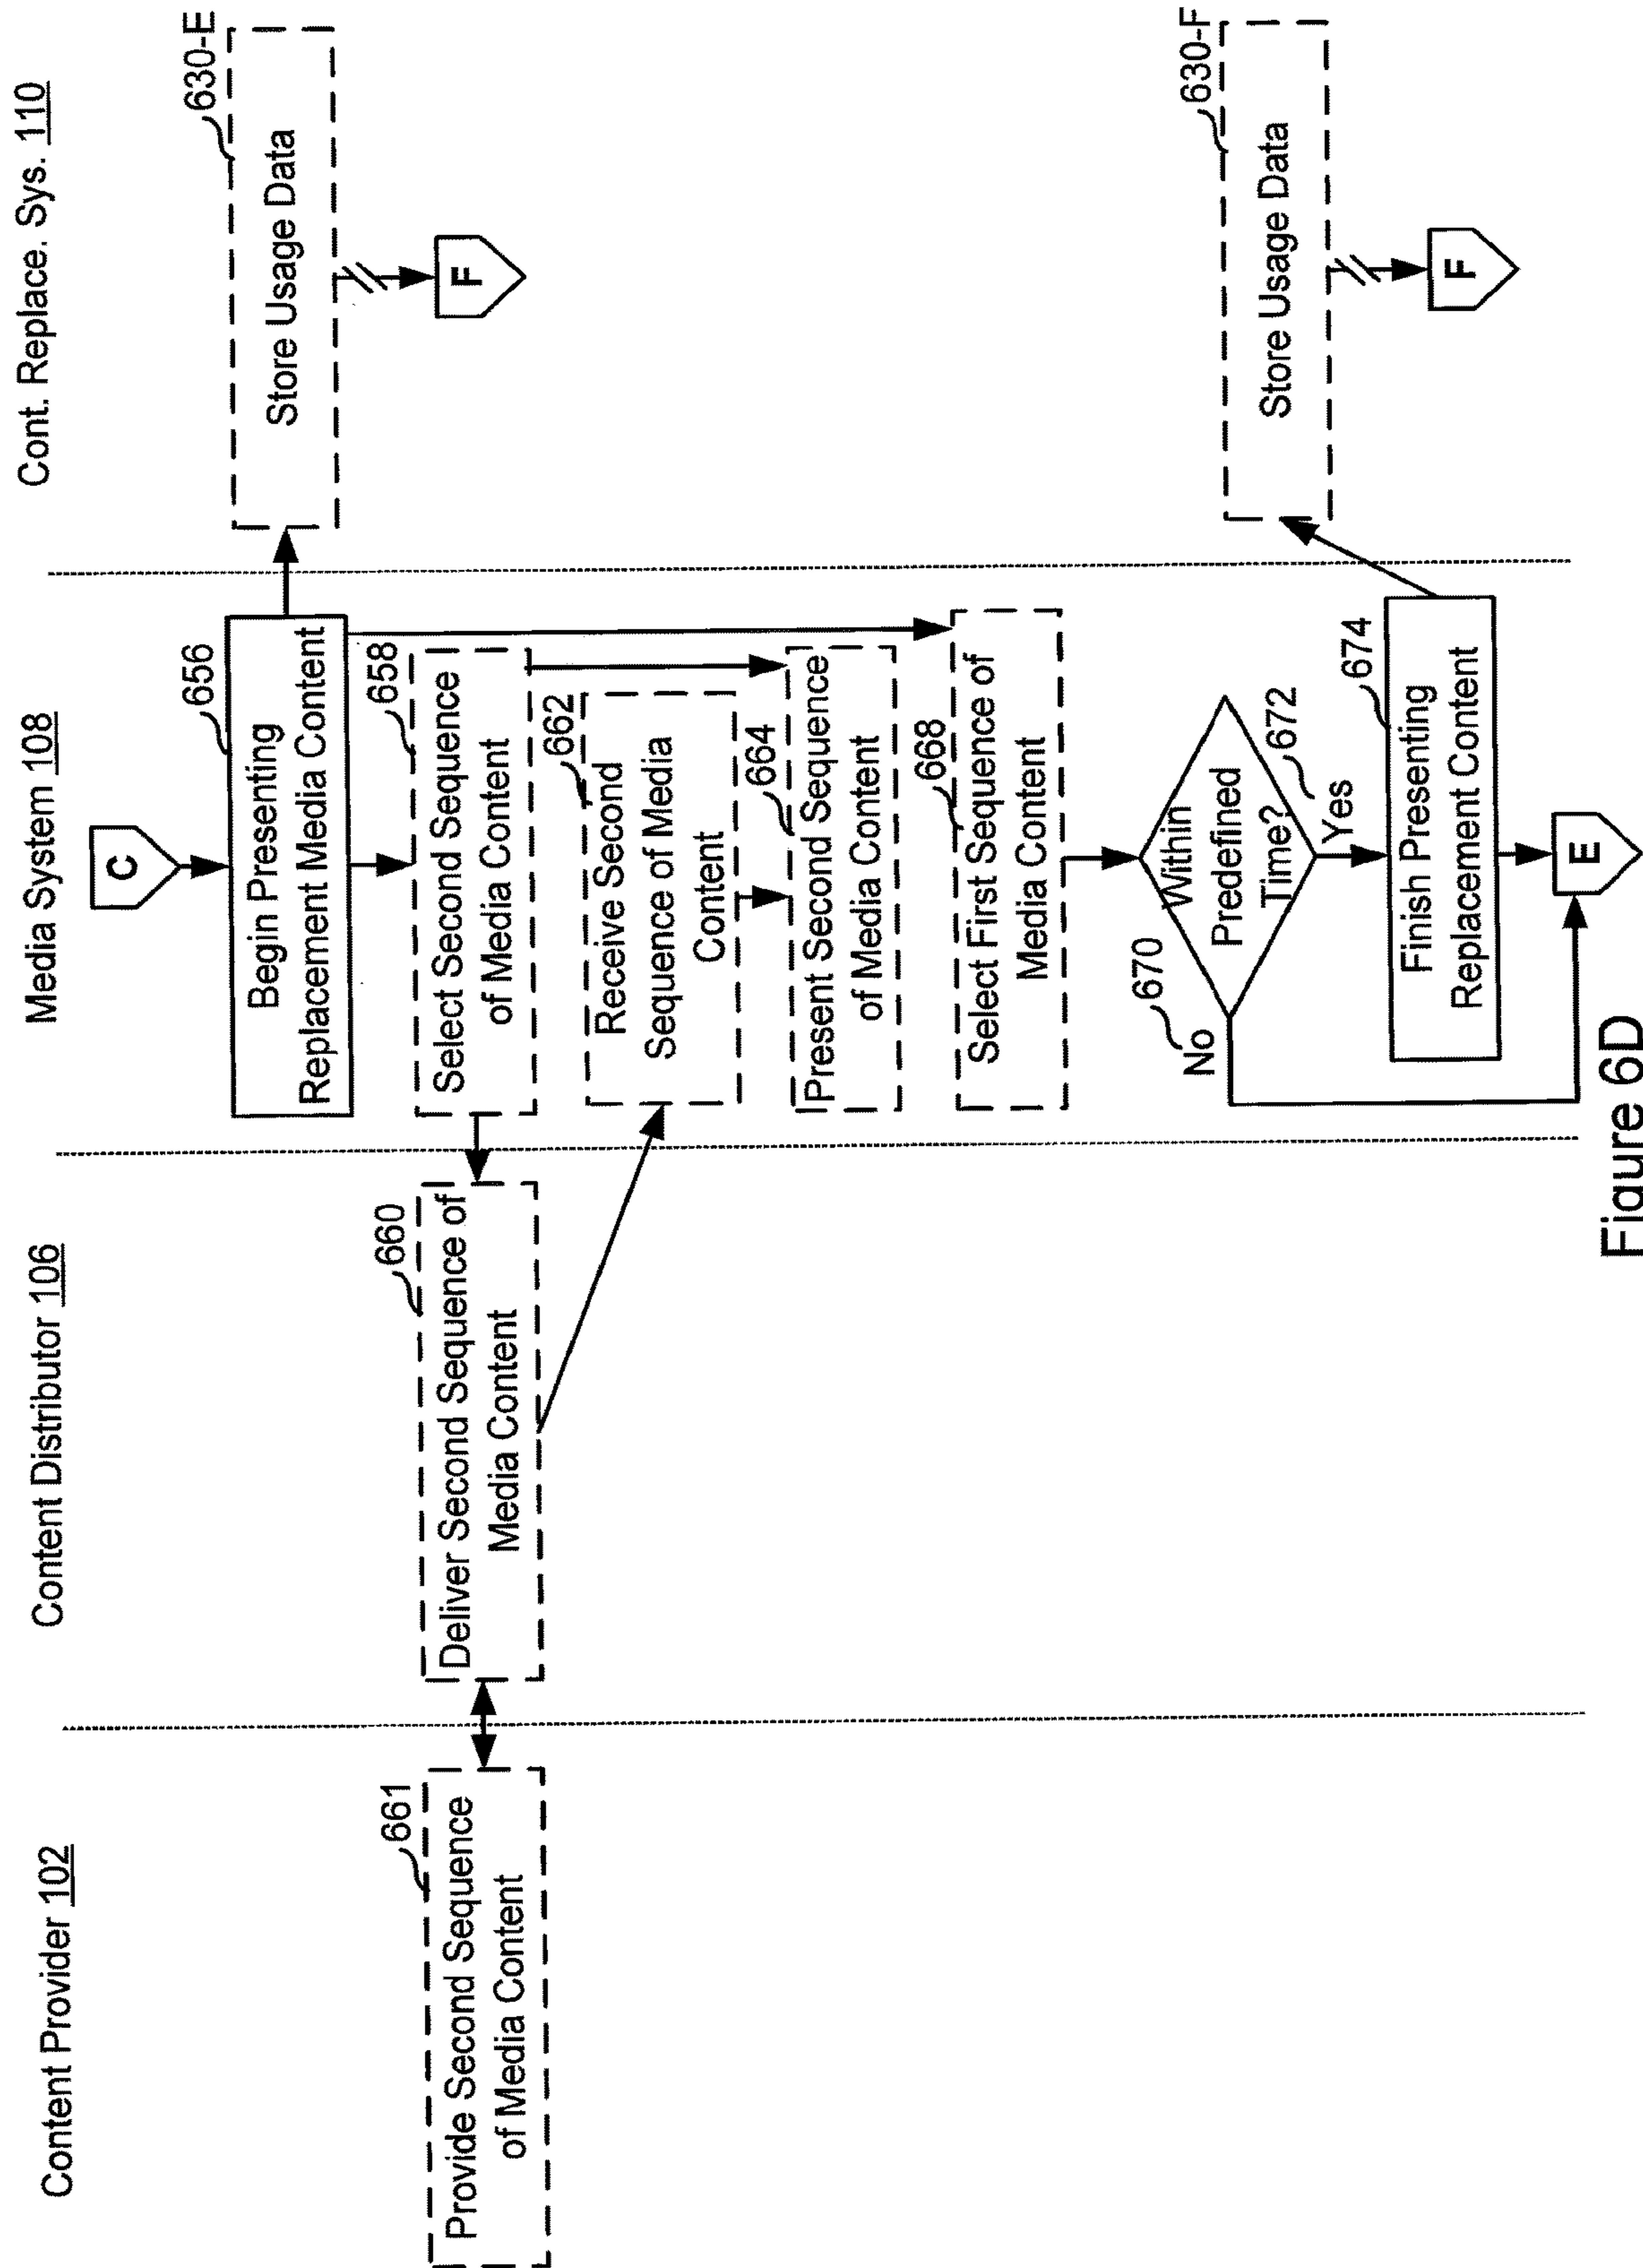 Content Provider 102
Content Distributor 106
Media System 108
Cont. Replace. Sys. 110
C
656
Begin Presenting
Replacement Media Content
630-E
Store Usage Data
F
661
Provide Second Sequence
of Media Content
660
Deliver Second Sequence of
Media Content
658
Select Second Sequence
of Media Content
662
Receive Second
Sequence of Media
Content
664
Present Second Sequence
of Media Content
668
Select First Sequence of
Media Content
Within
Predefined
Time?
670
No
672
Yes
674
Finish Presenting
Replacement Content
630-F
Store Usage Data
F
E
Figure 6D